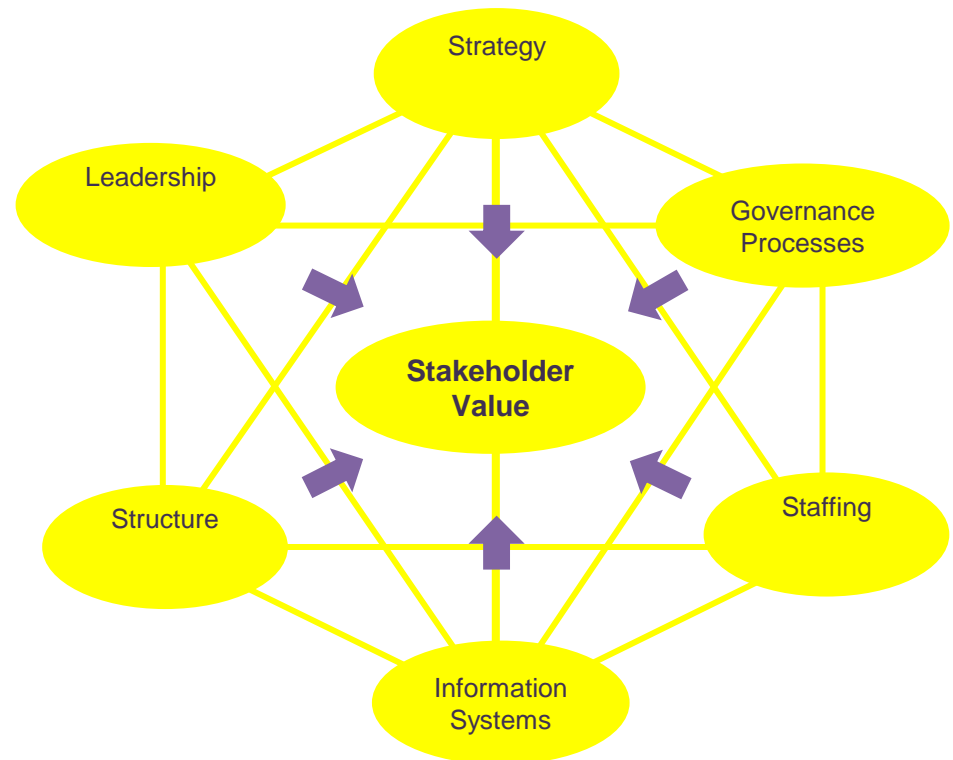 Strategy
Leadership
Governance
Processes
Stakeholder
Value
Structure
Staffing
Information
Systems